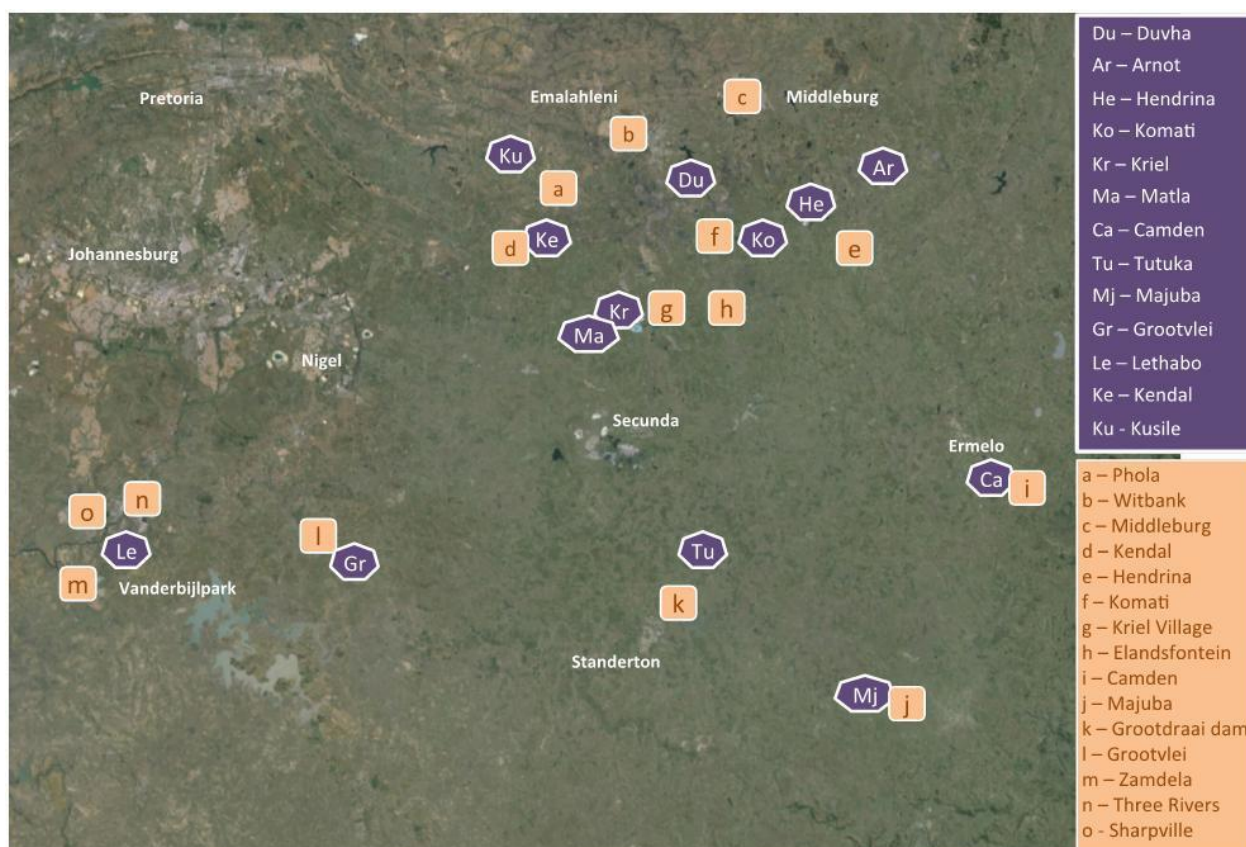 Pretoria
Emalahleni
c
Middleburg
b
Ku
a
Du
Ar
He
Johannesburg
d
Ke
f
Ko
e
Kr
g
h
Ma
Nigel
Secunda
Ermelo
Ca
i
o
n
Le
l
Gr
Tu
m
Vanderbijlpark
k
Standerton
Mj
j
Du – Duvha
Ar – Arnot
He – Hendrina
Ko – Komati
Kr – Kriel
Ma – Matla
Ca – Camden
Tu – Tutuka
Mj – Majuba
Gr – Grootvlei
Le – Lethabo
Ke – Kendal
Ku - Kusile
a – Phola
b – Witbank
c – Middleburg
d – Kendal
e – Hendrina
f – Komati
g – Kriel Village
h – Elandsfontein
i – Camden
j – Majuba
k – Grootdraai dam
l – Grootvlei
m – Zamdela
n – Three Rivers
o - Sharpville